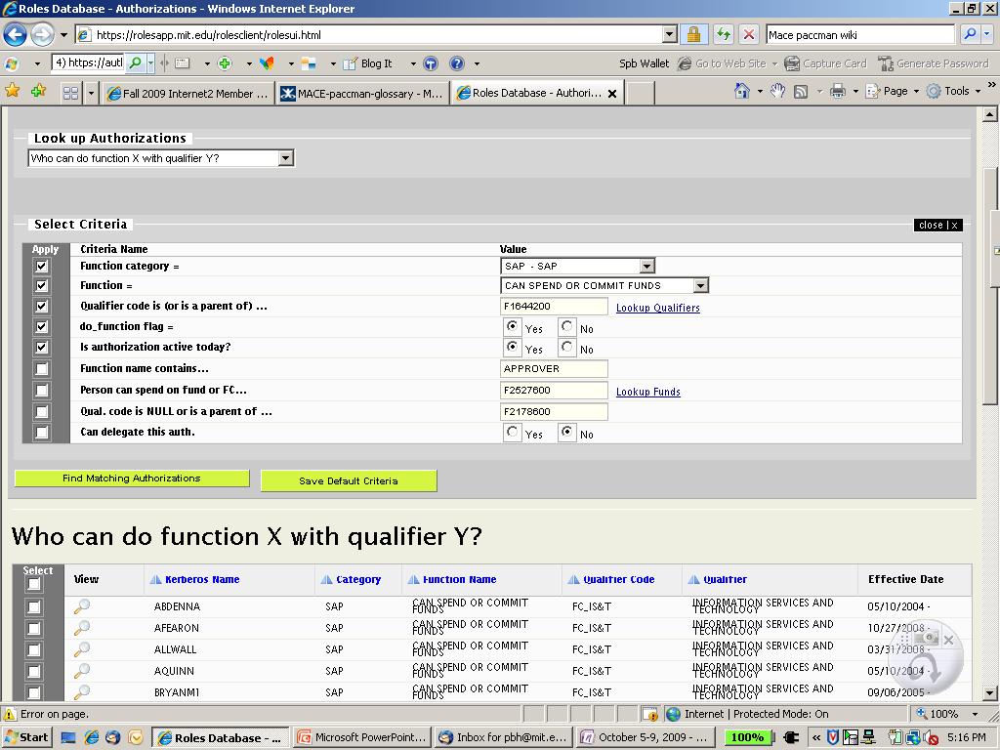 Roles Database - Authorizations - Windows Internet Explorer
https://rolesapp.mit.edu/rolesclient/rolesui.html
Mace paccman wiki
4) https://autl
Blog It
Spb Wallet
Go to Web Site
Capture Card
Generate Password
Fall 2009 Internet2 Member ...
MACE-paccman-glossary - M...
Roles Database - Authori...
Page
Tools
Look up Authorizations
Who can do function X with qualifier Y?
Select Criteria
close | x
Apply Criteria Name Value
Function category = SAP - SAP
Function = CAN SPEND OR COMMIT FUNDS
Qualifier code is (or is a parent of) ... F1644200 Lookup Qualifiers
do_function flag = Yes No
Is authorization active today? Yes No
Function name contains... APPROVER
Person can spend on fund or FC... F2527600 Lookup Funds
Qual. code is NULL or is a parent of ... F2178600
Can delegate this auth. Yes No
Find Matching Authorizations Save Default Criteria
Who can do function X with qualifier Y?
Select View Kerberos Name Category Function Name Qualifier Code Qualifier Effective Date
ABDENNA SAP CAN SPEND OR COMMIT FUNDS FC_IS&T INFORMATION SERVICES AND TECHNOLOGY 05/10/2004 -
AFEARON SAP CAN SPEND OR COMMIT FUNDS FC_IS&T INFORMATION SERVICES AND TECHNOLOGY 10/27/2008 -
ALLWALL SAP CAN SPEND OR COMMIT FUNDS FC_IS&T INFORMATION SERVICES AND TECHNOLOGY 03/31/2008 -
AQUINN SAP CAN SPEND OR COMMIT FUNDS FC_IS&T INFORMATION SERVICES AND TECHNOLOGY 05/10/2004 -
BRYANM1 SAP CAN SPEND OR COMMIT FUNDS FC_IS&T INFORMATION SERVICES AND TECHNOLOGY 09/06/2005 -
Error on page.
Internet | Protected Mode: On
100%
Start
Roles Database - ...
Microsoft PowerPoint...
Inbox for pbh@mit.e...
October 5-9, 2009 - ...
100%
5:16 PM